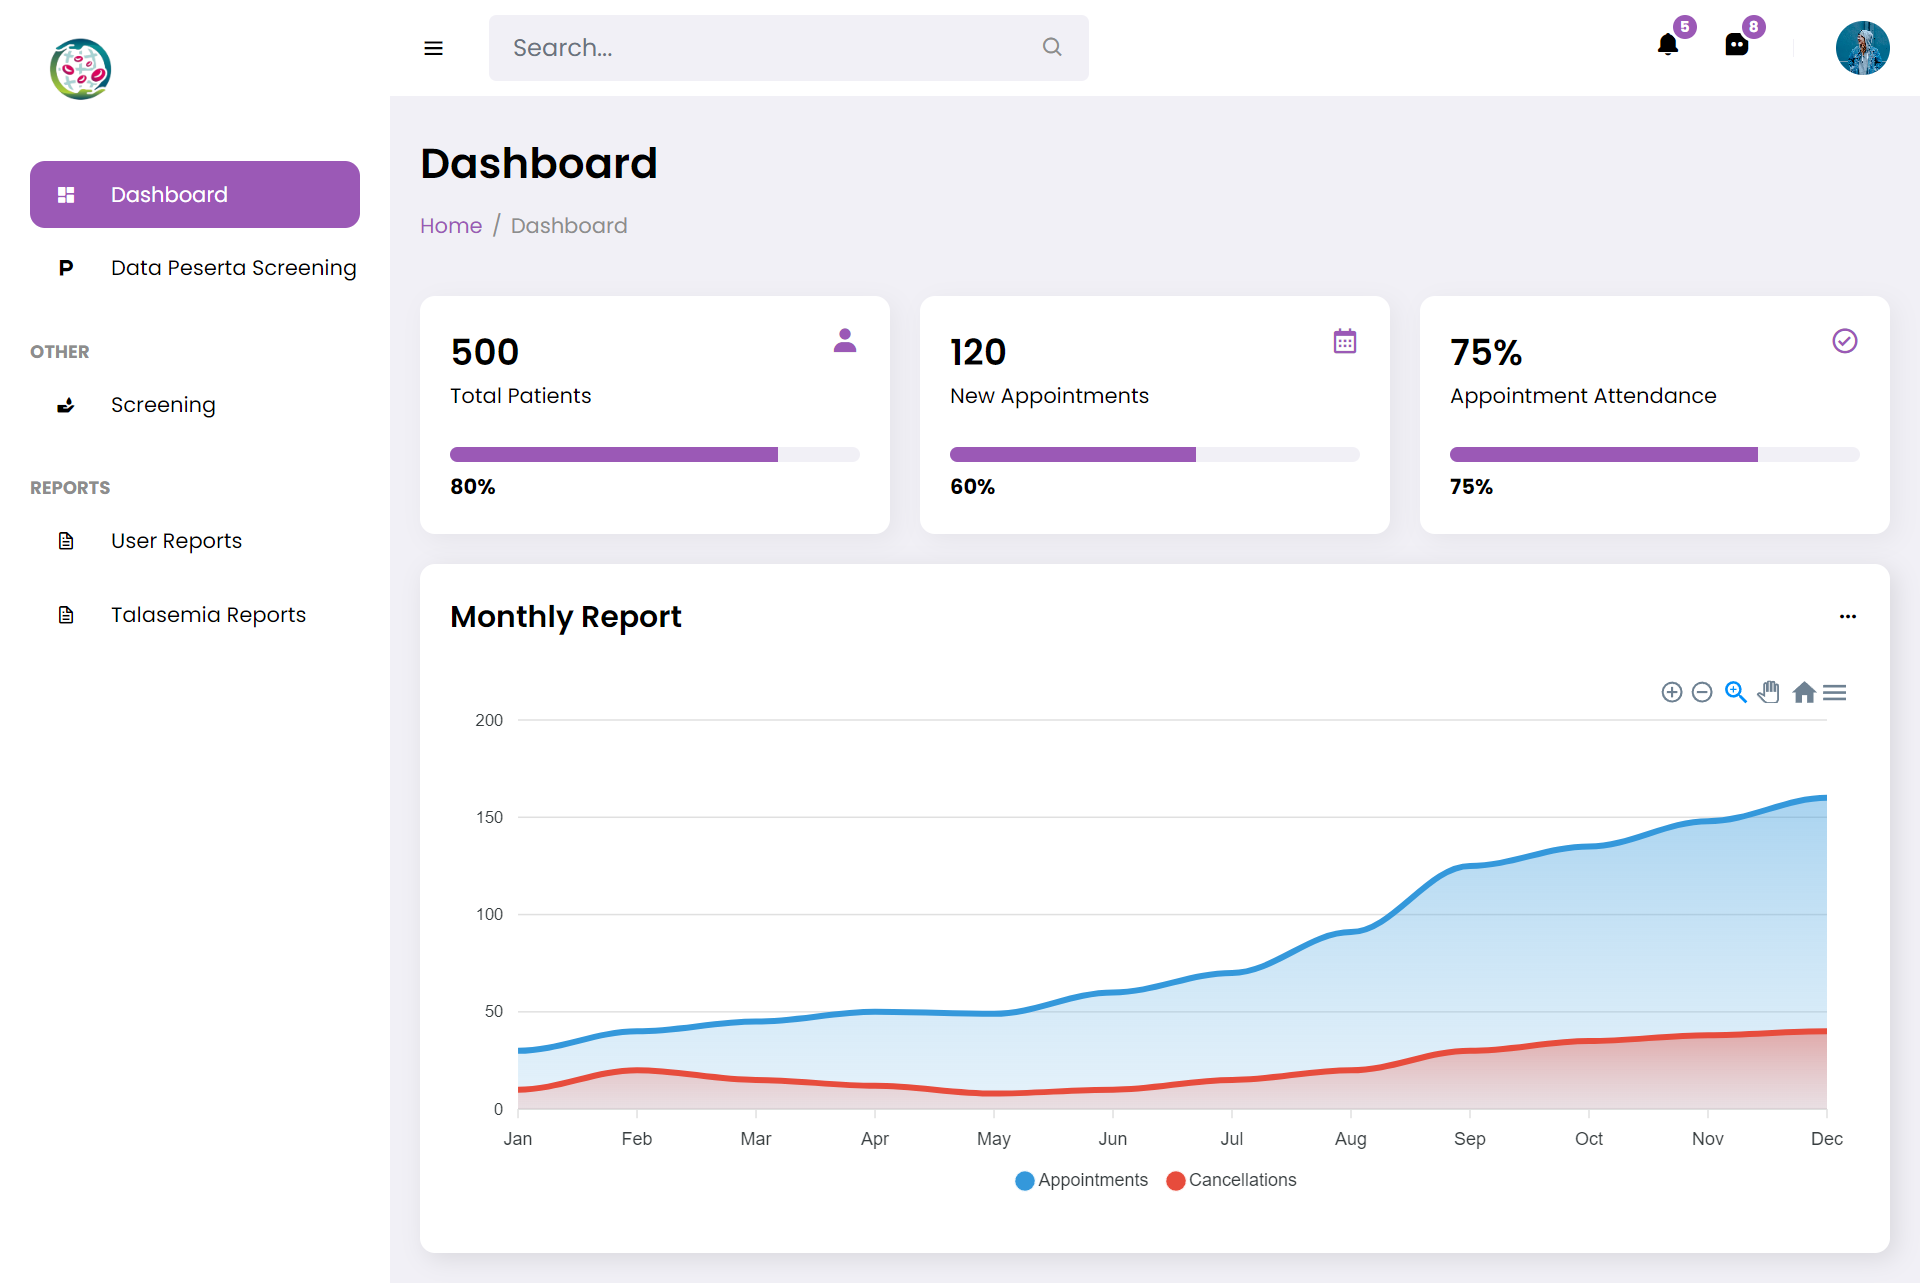 Search...
5
8
Dashboard
Data Peserta Screening
OTHER
Screening
REPORTS
User Reports
Talasemia Reports
Dashboard
Home / Dashboard
500
Total Patients
80%
120
New Appointments
60%
75%
Appointment Attendance
75%
Monthly Report
200
150
100
50
0
Jan Feb Mar Apr May Jun Jul Aug Sep Oct Nov Dec
Appointments Cancellations